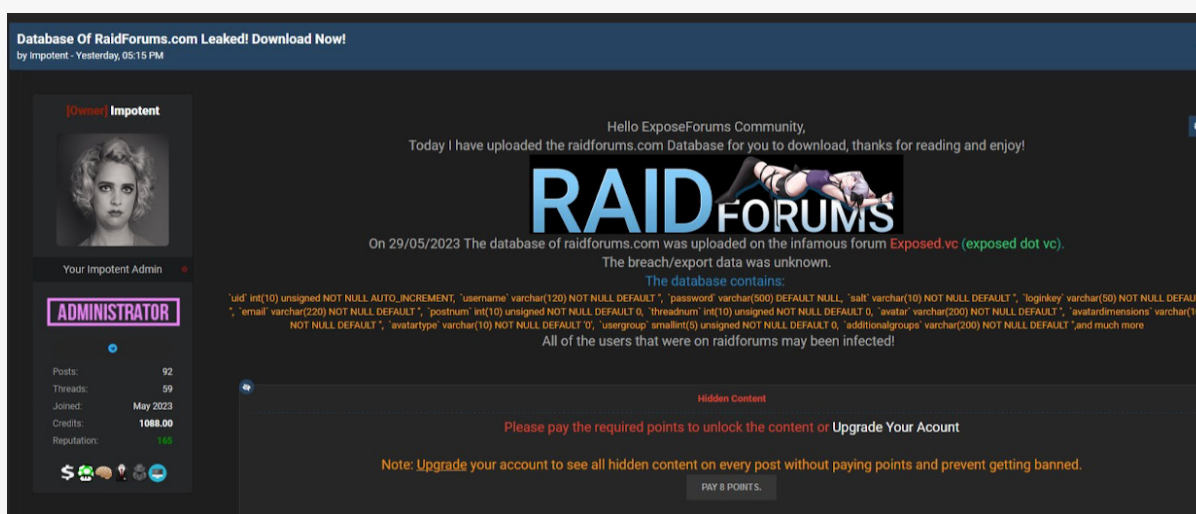 Database Of RaidForums.com Leaked! Download Now!
by Impotent - Yesterday, 05:15 PM
[Owner] Impotent
Your Impotent Admin
ADMINISTRATOR
Posts: 92
Threads: 59
Joined: May 2023
Credits: 1088.00
Reputation: 165
Hello ExposeForums Community,
Today I have uploaded the raidforums.com Database for you to download, thanks for reading and enjoy!
RAID FORUMS
On 29/05/2023 The database of raidforums.com was uploaded on the infamous forum Exposed.vc (exposed dot vc).
The breach/export data was unknown.
The database contains:
`uid` int(10) unsigned NOT NULL AUTO_INCREMENT, `username` varchar(120) NOT NULL DEFAULT '', `password` varchar(500) DEFAULT NULL, `salt` varchar(10) NOT NULL DEFAULT '', `loginkey` varchar(50) NOT NULL DEFAU
'', `email` varchar(220) NOT NULL DEFAULT '', `postnum` int(10) unsigned NOT NULL DEFAULT 0, `threadnum` int(10) unsigned NOT NULL DEFAULT 0, `avatar` varchar(200) NOT NULL DEFAULT '', `avatardimensions` varchar(1
NOT NULL DEFAULT '', `avatartype` varchar(10) NOT NULL DEFAULT '0', `usergroup` smallint(5) unsigned NOT NULL DEFAULT 0, `additionalgroups` varchar(200) NOT NULL DEFAULT '',and much more
All of the users that were on raidforums may been infected!
Hidden Content
Please pay the required points to unlock the content or Upgrade Your Acount
Note: Upgrade your account to see all hidden content on every post without paying points and prevent getting banned.
PAY 8 POINTS.